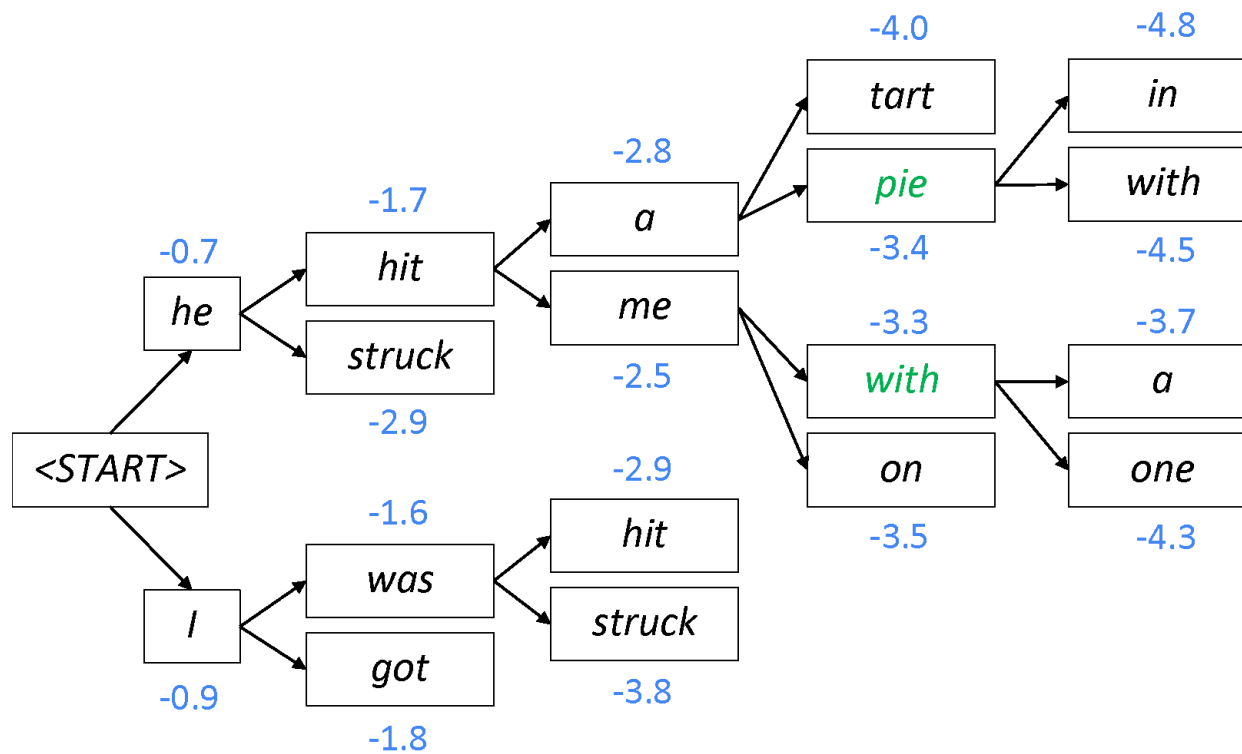 -4.0
-4.8
tart
in
-2.8
pie
with
-1.7
a
-3.4
-4.5
-0.7
hit
he
me
-3.3
-3.7
struck
-2.5
with
a
-2.9
<START>
-2.9
on
one
-1.6
hit
-3.5
-4.3
was
I
struck
got
-0.9
-3.8
-1.8